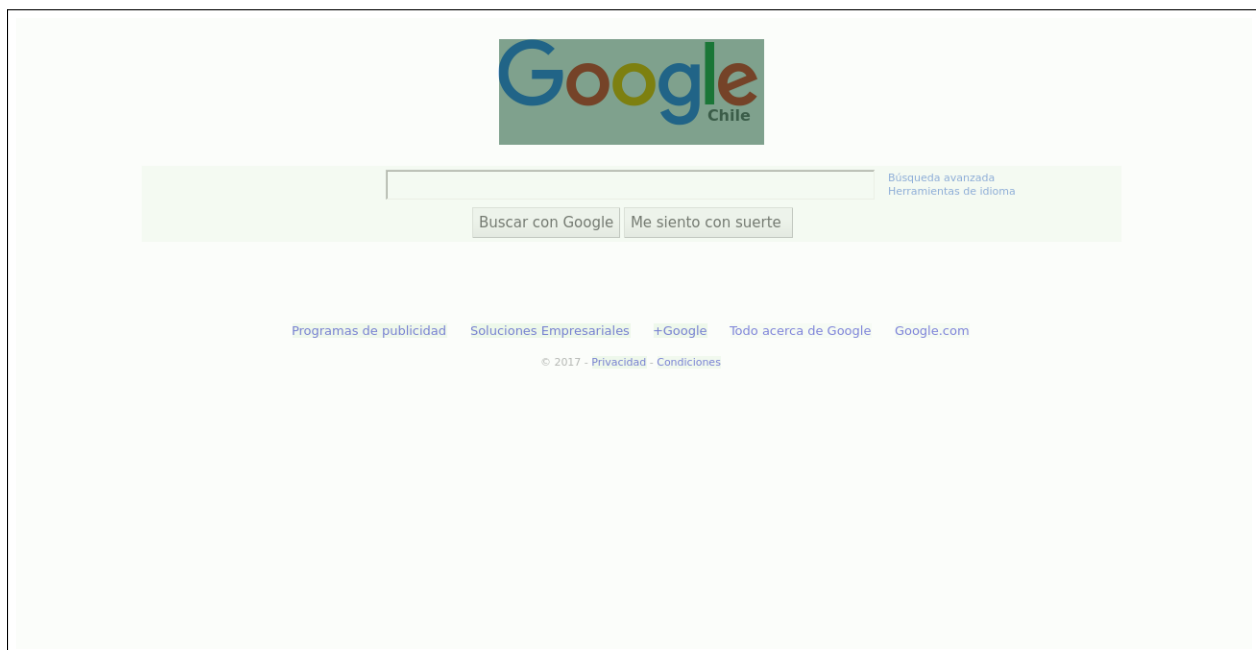 Google
Chile
Búsqueda avanzada
Herramientas de idioma
Buscar con Google Me siento con suerte
Programas de publicidad Soluciones Empresariales +Google Todo acerca de Google Google.com
© 2017 - Privacidad - Condiciones